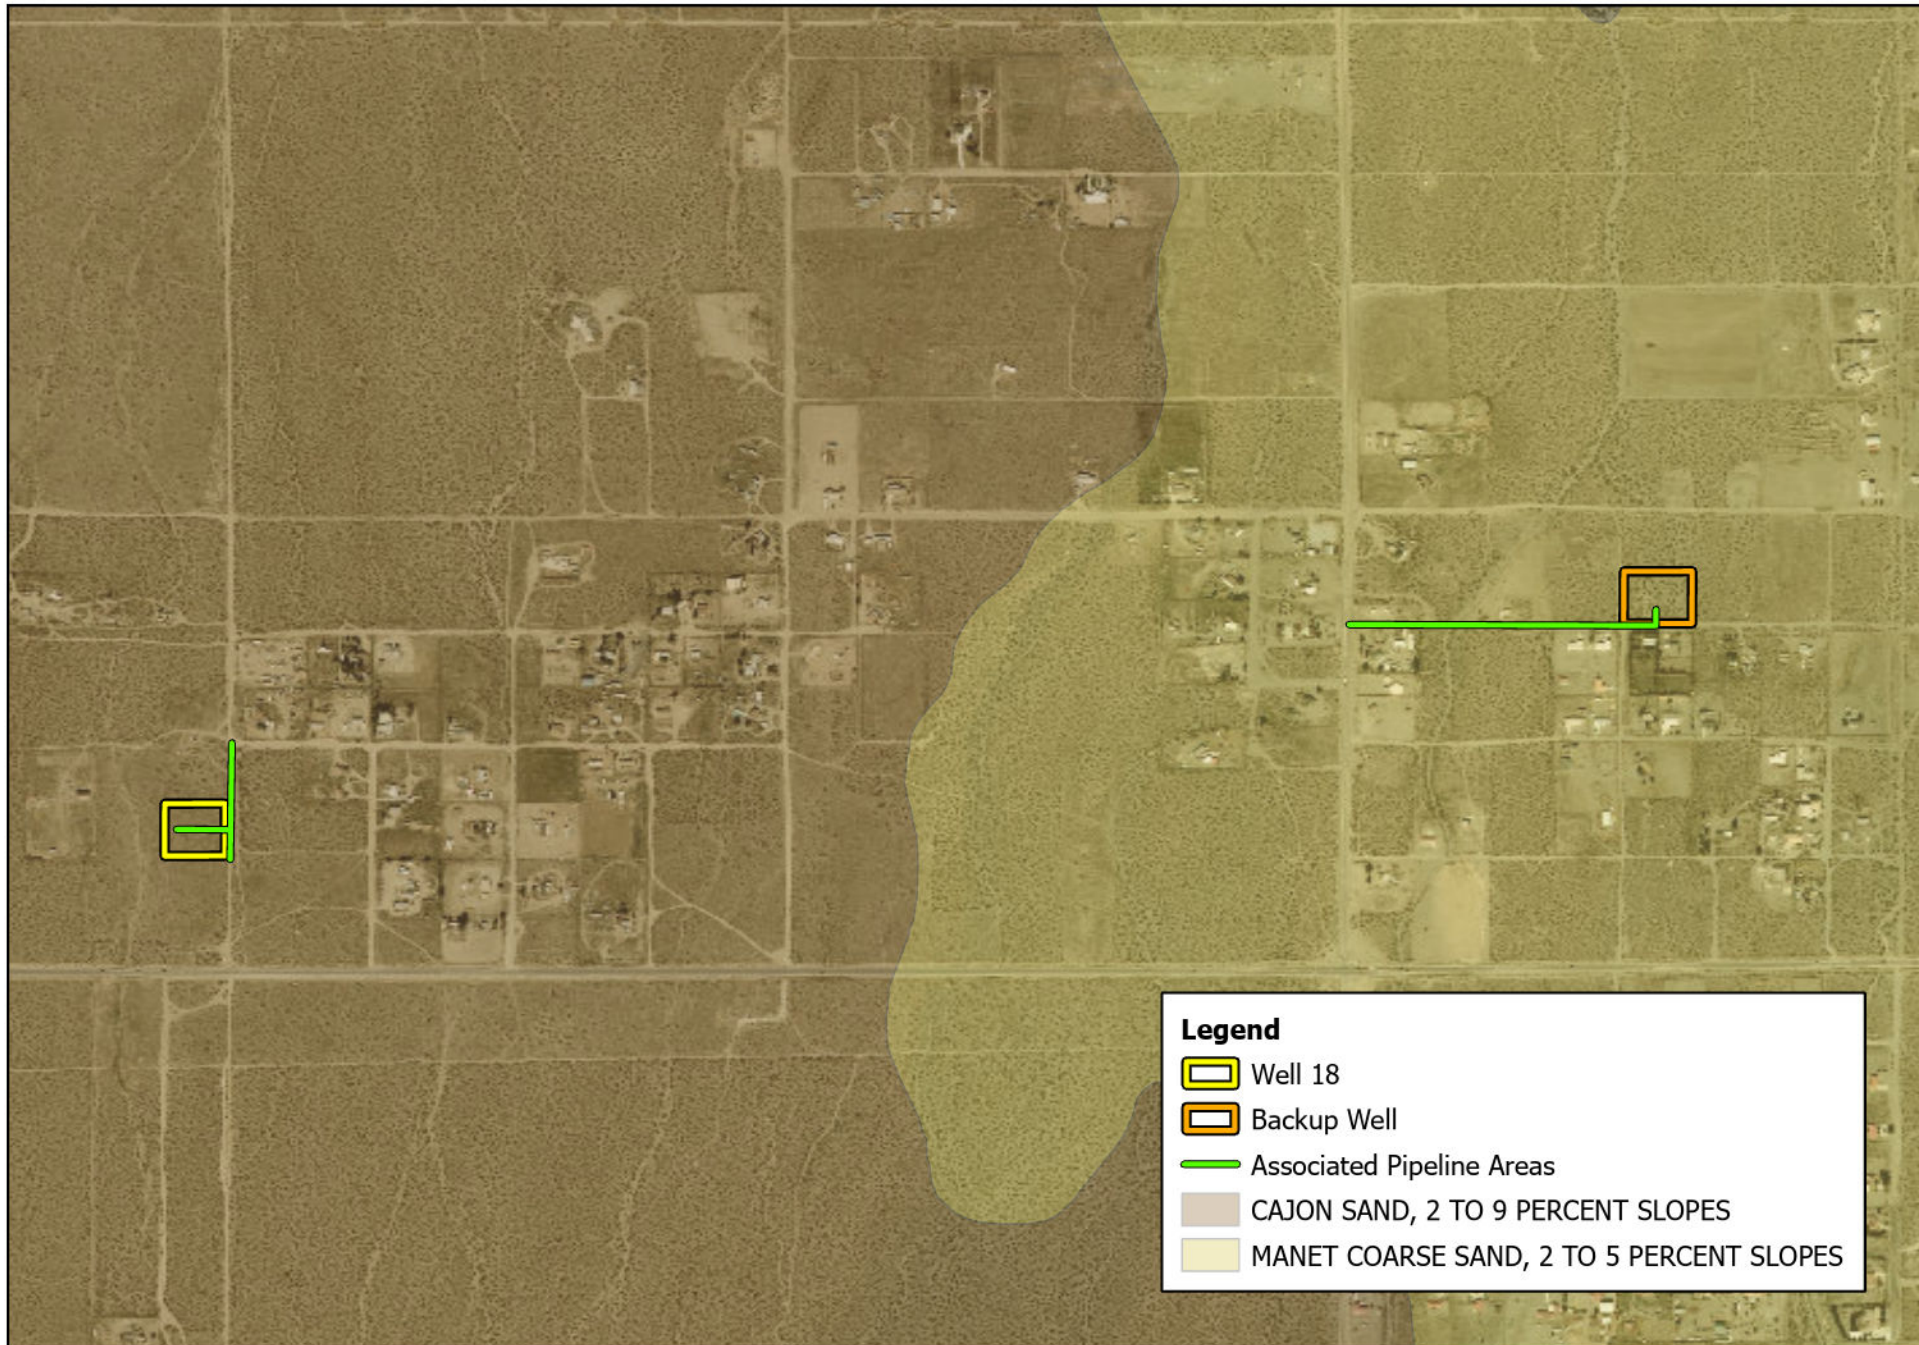 Legend
Well 18
Backup Well
Associated Pipeline Areas
CAJON SAND, 2 TO 9 PERCENT SLOPES
MANET COARSE SAND, 2 TO 5 PERCENT SLOPES